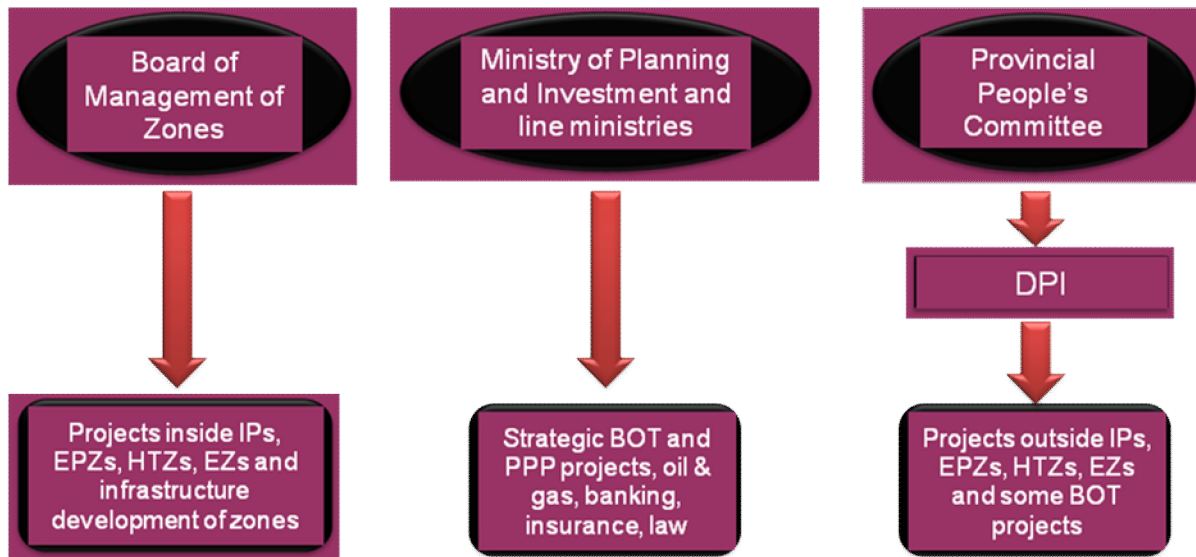 Board of
Management of
Zones
Ministry of Planning
and Investment and
line ministries
Provincial
People's
Committee
DPI
Projects inside IPs,
EPZs, HTZs, EZs and
infrastructure
development of zones
Strategic BOT and
PPP projects, oil &
gas, banking,
insurance, law
Projects outside IPs,
EPZs, HTZs, EZs
and some BOT
projects